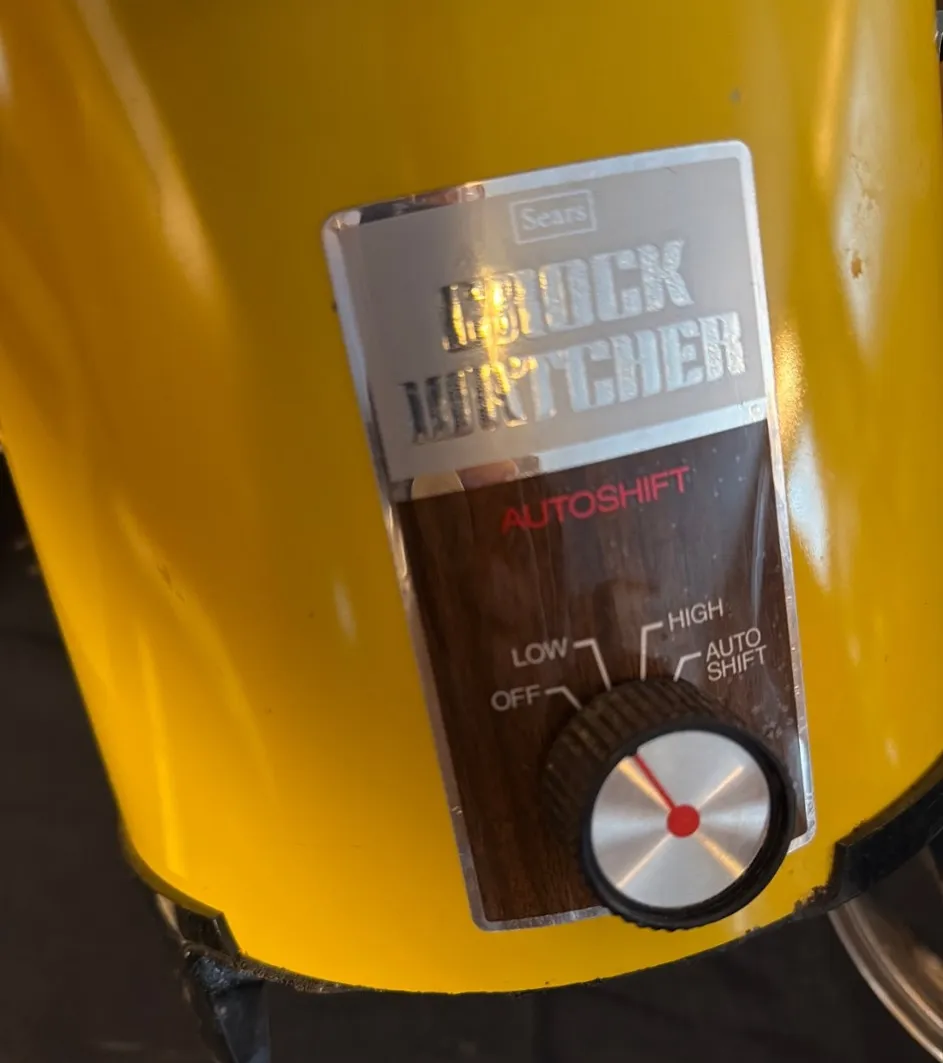 Sears
CROCK
WATCHER
AUTOSHIFT
HIGH
LOW
AUTO
SHIFT
OFF